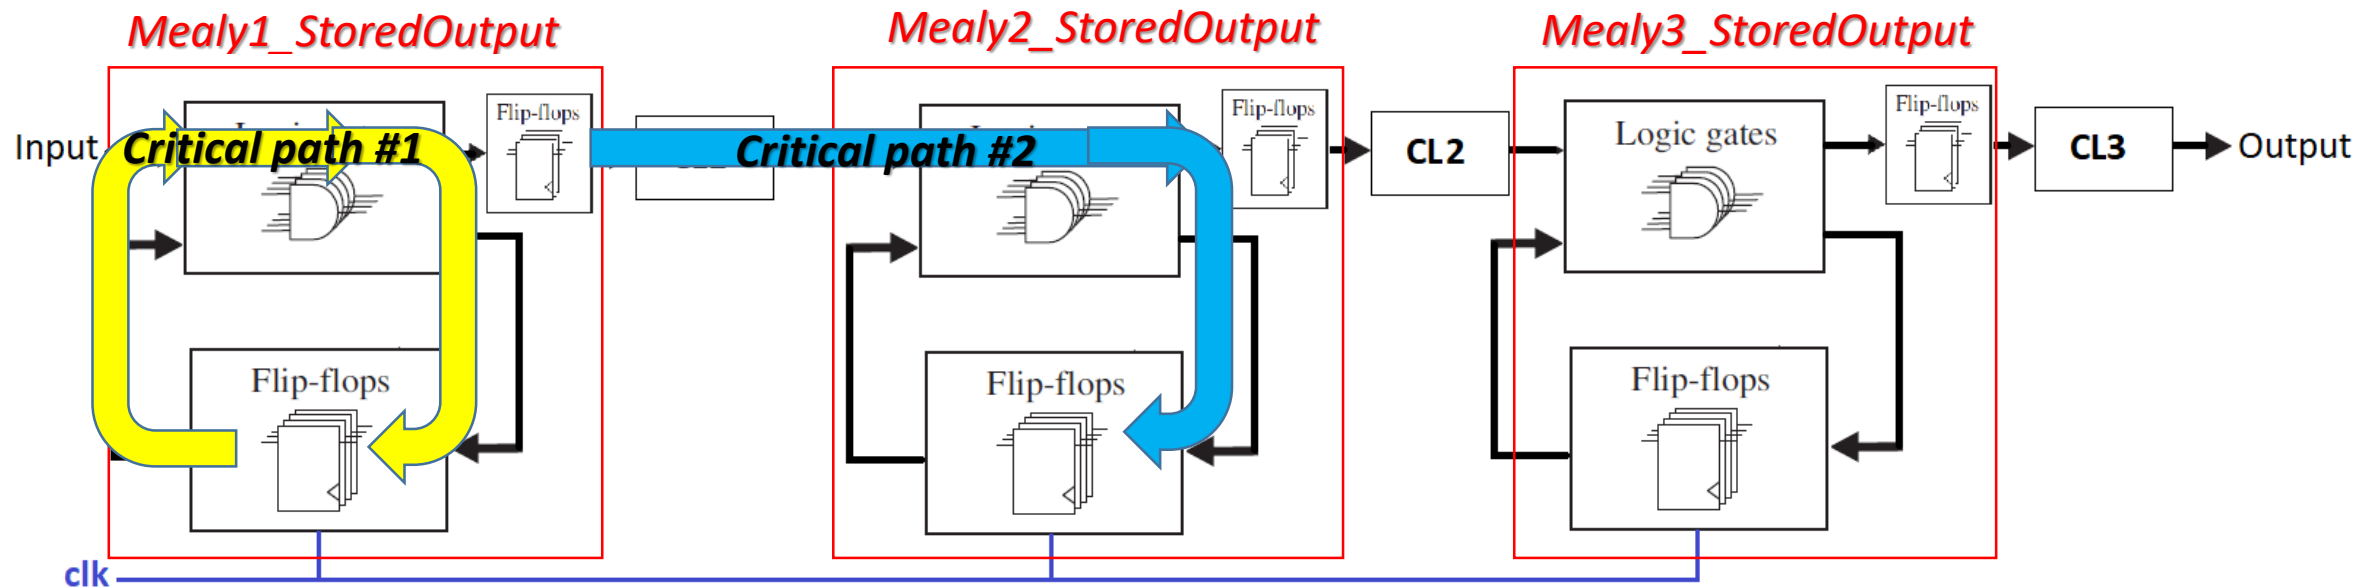 Mealy1_StoredOutput
Mealy2_StoredOutput
Mealy3_StoredOutput
Flip-flops
Flip-flops
Flip-flops
Input
Critical path #1
Critical path #2
CL2
Logic gates
CL3
Output
Flip-flops
Flip-flops
Flip-flops
clk